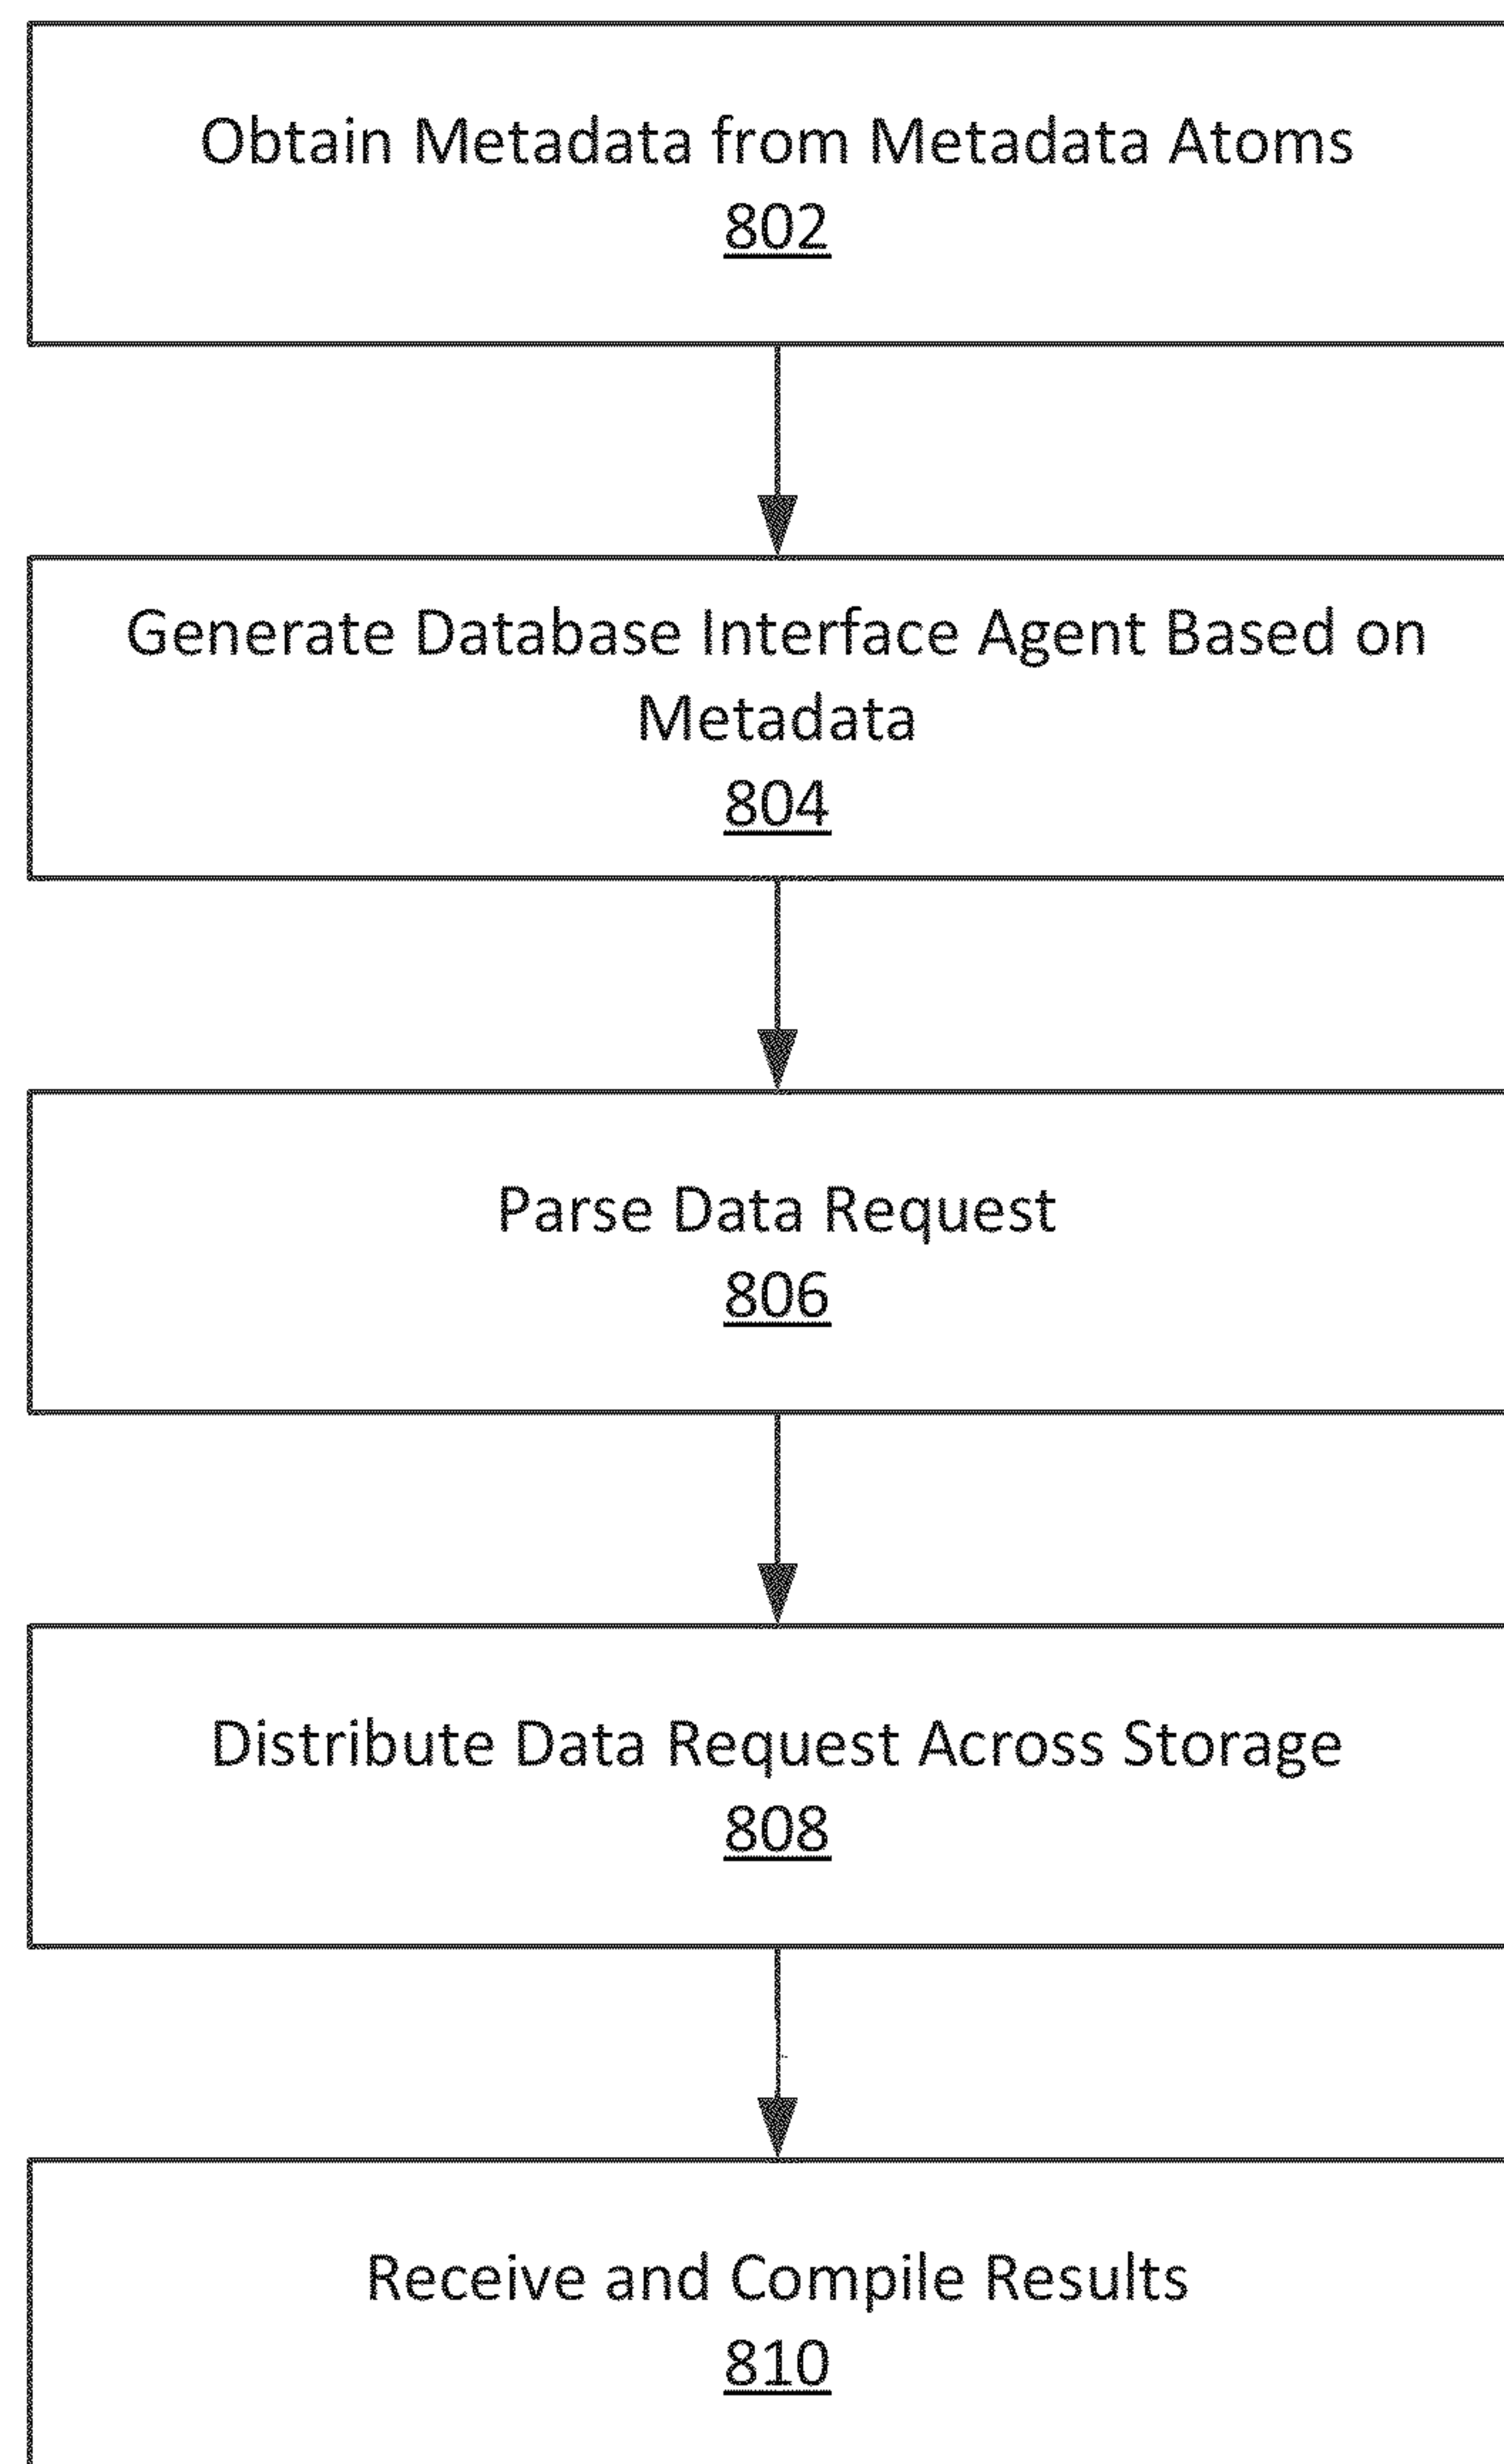 Obtain Metadata from Metadata Atoms
802
Generate Database Interface Agent Based on
Metadata
804
Parse Data Request
806
Distribute Data Request Across Storage
808
Receive and Compile Results
810